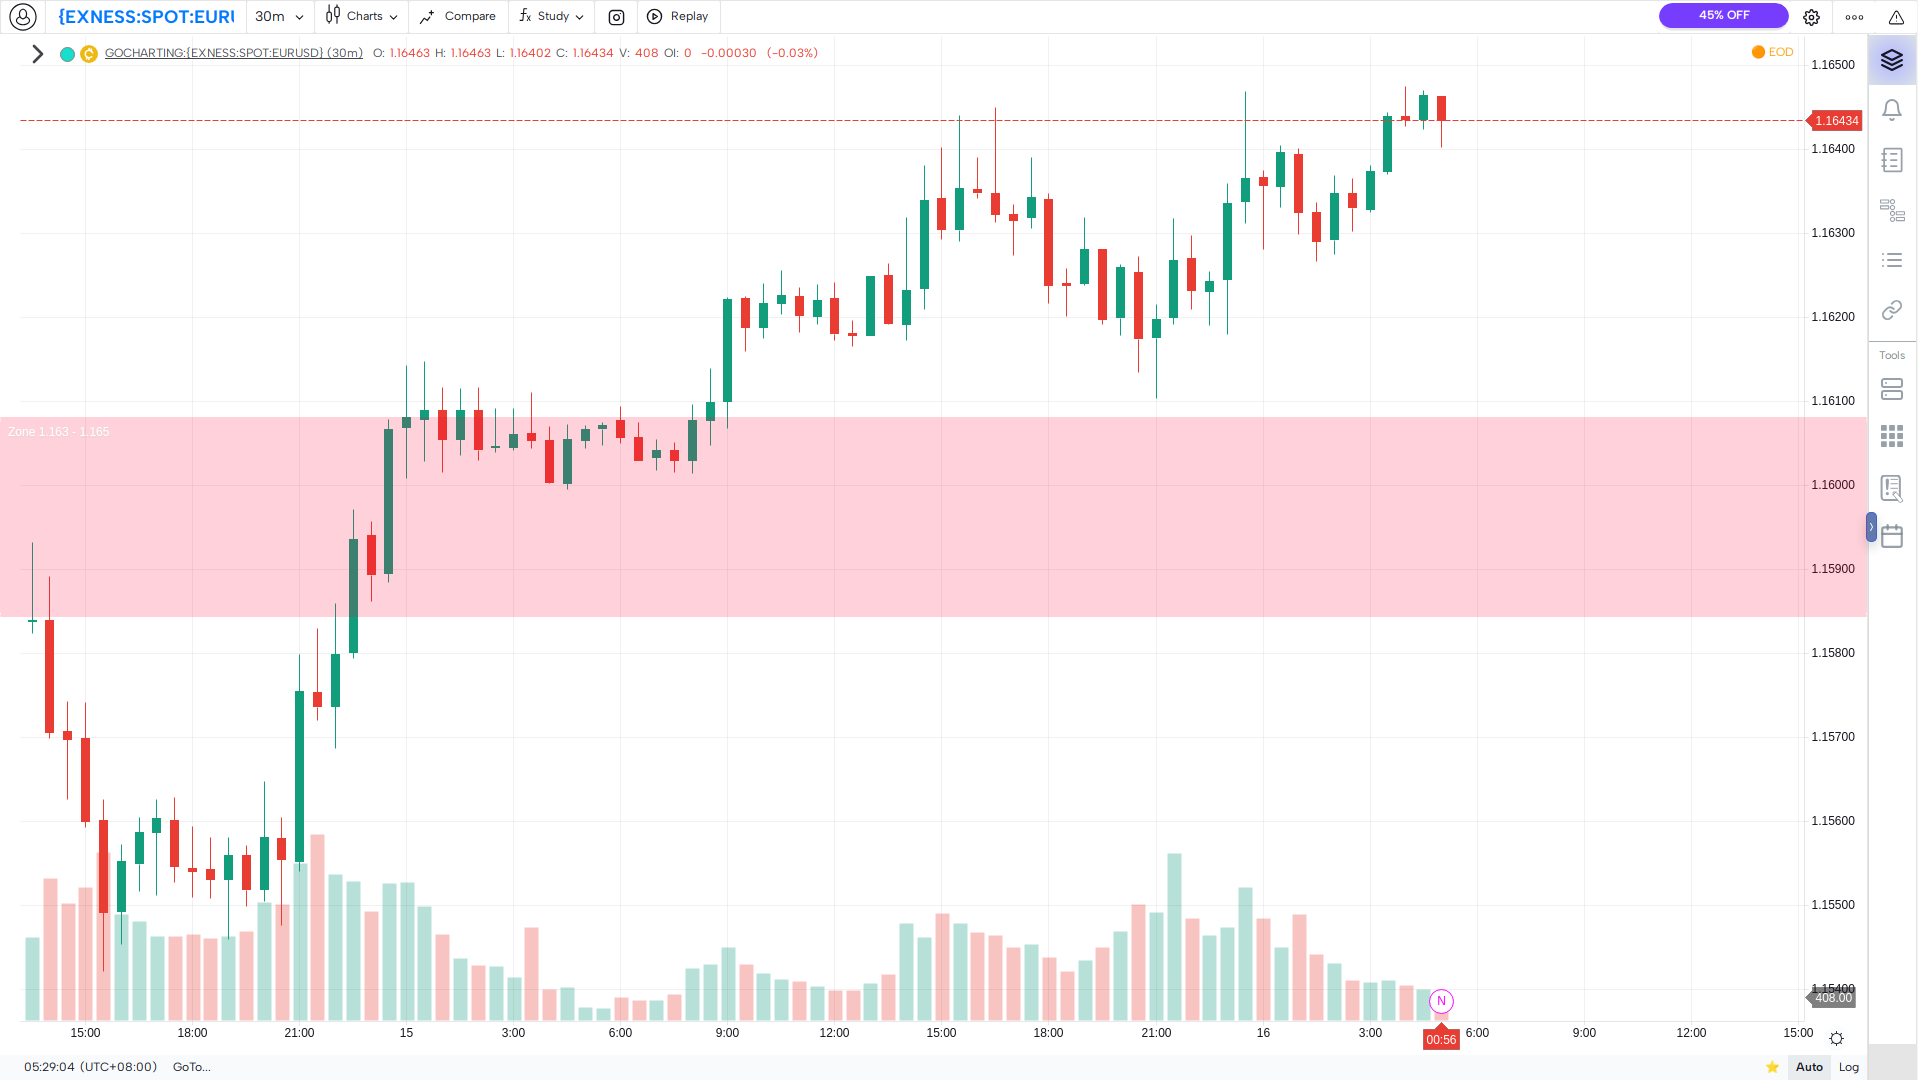 {EXNESS:SPOT:EURU
30m
Charts
Compare
Study
Replay
45% OFF
GOCHARTING:{EXNESS:SPOT:EURUSD} (30m) O: 1.16463 H: 1.16463 L: 1.16402 C: 1.16434 V: 408 OI: 0 -0.00030 (-0.03%)
EOD
1.16500
1.16434
1.16400
1.16300
1.16200
1.16100
1.16000
1.15900
1.15800
1.15700
1.15600
1.15500
1.15400
408.00
Zone 1.163 - 1.165
Tools
N
15:00 18:00 21:00 15 3:00 6:00 9:00 12:00 15:00 18:00 21:00 16 3:00 6:00 9:00 12:00 15:00
00:56
05:29:04 (UTC+08:00) GoTo...
Auto Log